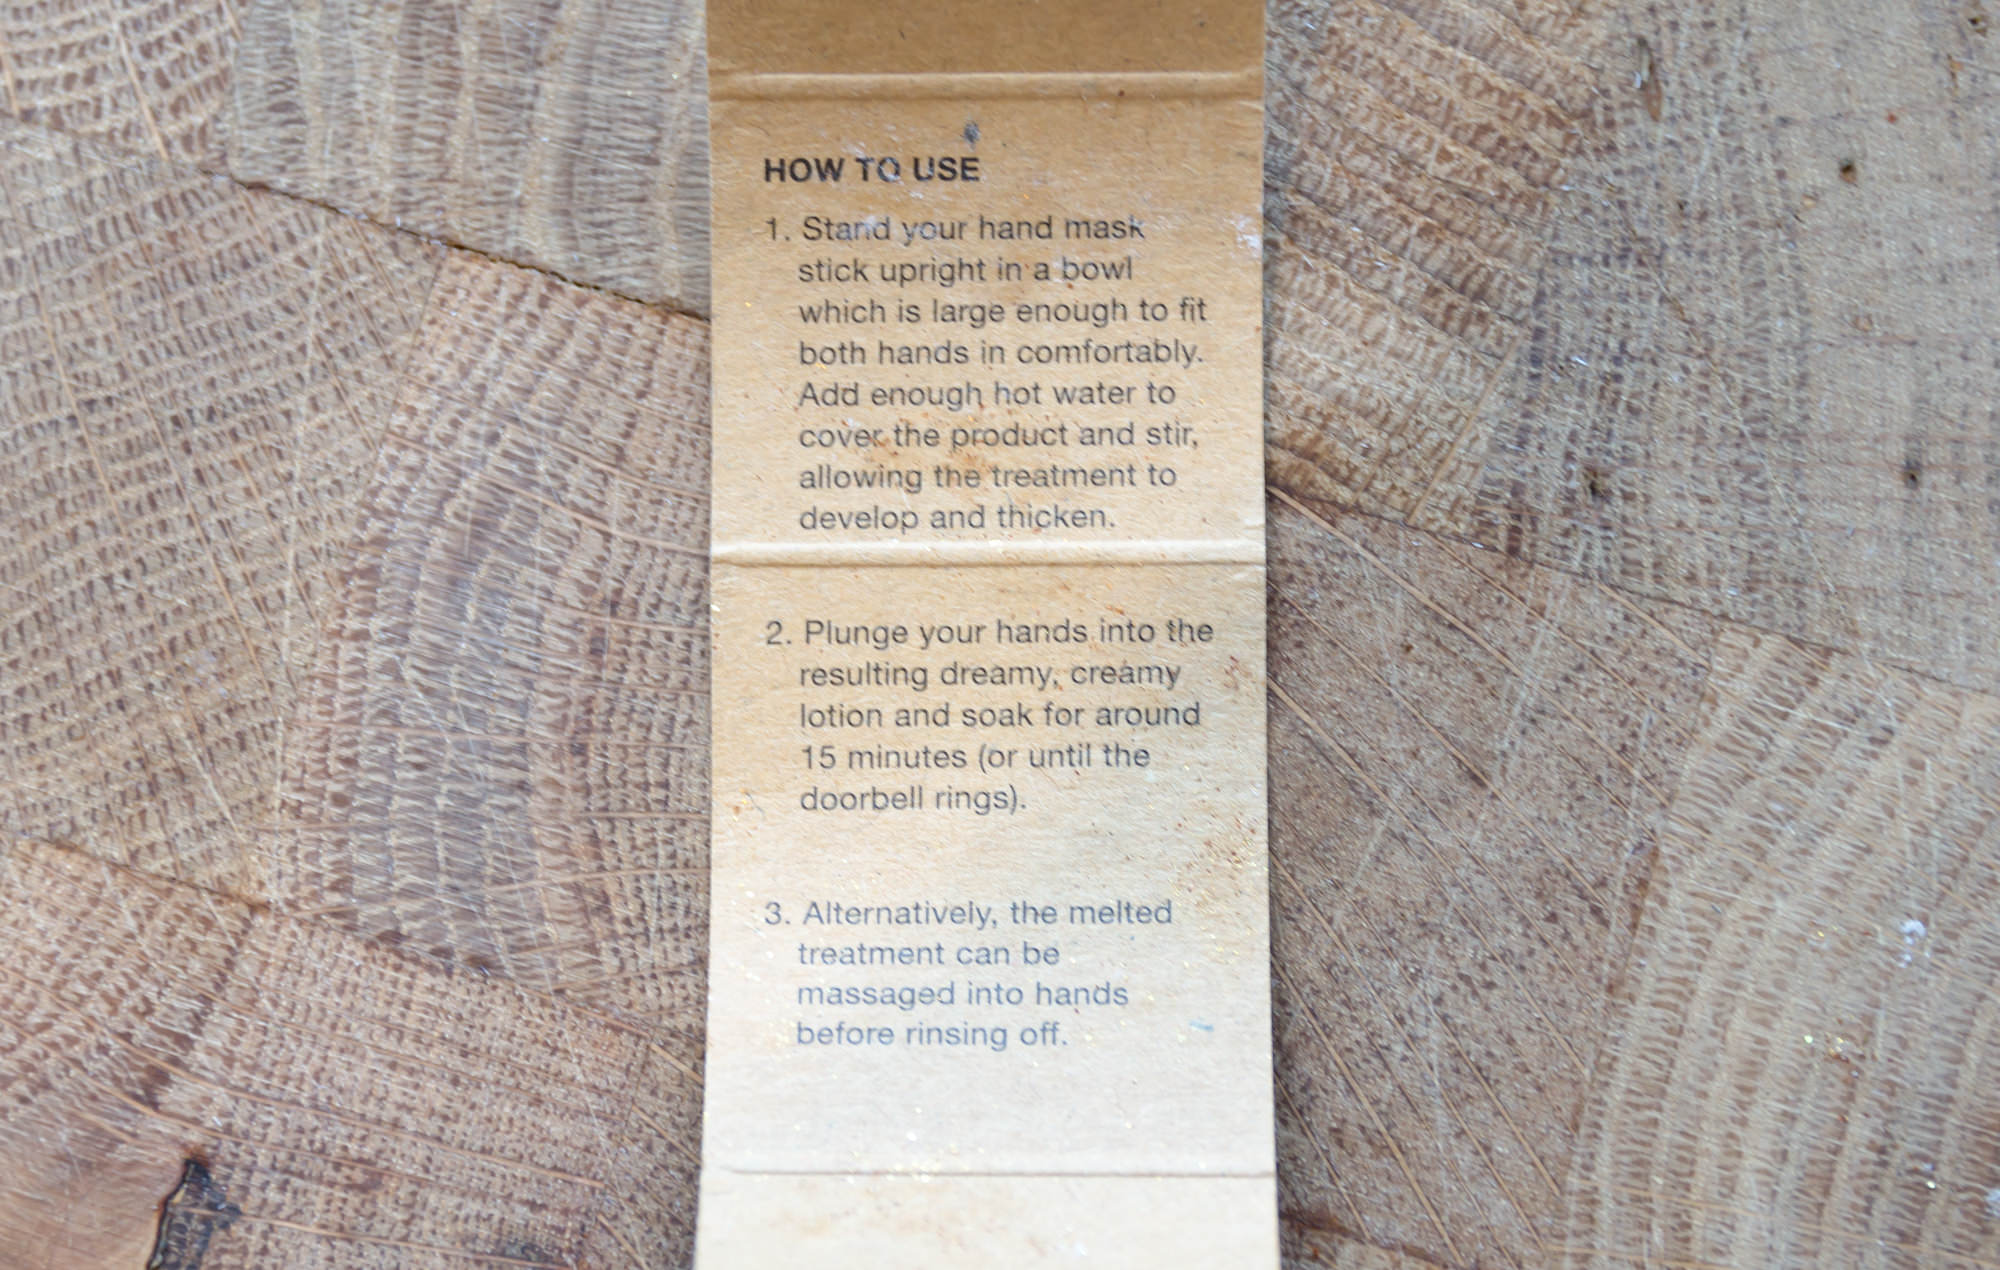 HOW TO USE
1. Stand your hand mask
stick upright in a bowl
which is large enough to fit
both hands in comfortably.
Add enough hot water to
cover the product and stir,
allowing the treatment to
develop and thicken.
2. Plunge your hands into the
resulting dreamy, creamy
lotion and soak for around
15 minutes (or until the
doorbell rings).
3. Alternatively, the melted
treatment can be
massaged into hands
before rinsing off.